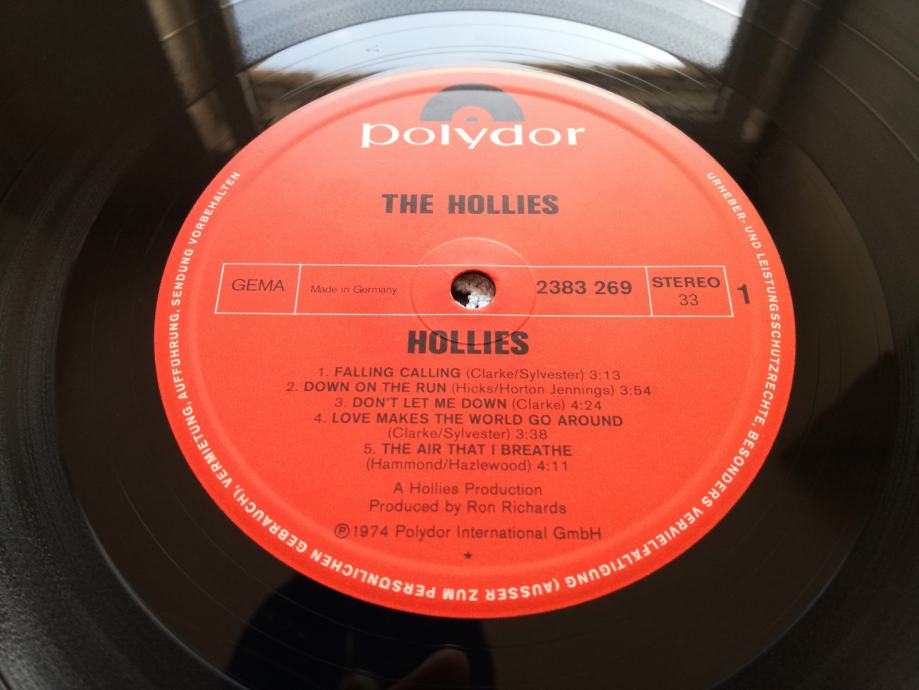 polydor
THE HOLLIES
GEMA
Made in Germany
2383 269
STEREO
33
1
HOLLIES
1. FALLING CALLING (Clarke/Sylvester) 3:13
2. DOWN ON THE RUN (Hicks/Horton Jennings) 3:54
3. DON'T LET ME DOWN (Clarke) 4:24
4. LOVE MAKES THE WORLD GO AROUND
(Clarke/Sylvester) 3:38
5. THE AIR THAT I BREATHE
(Hammond/Hazlewood) 4:11
A Hollies Production
Produced by Ron Richards
℗1974 Polydor International GmbH
★
URHEBER- UND LEISTUNGSSCHUTZRECHTE, BESONDERS VERVIELFÄLTIGUNG (AUSSER ZUM PERSÖNLICHEN GEBRAUCH), VERMIETUNG, AUFFÜHRUNG, SENDUNG VORBEHALTEN